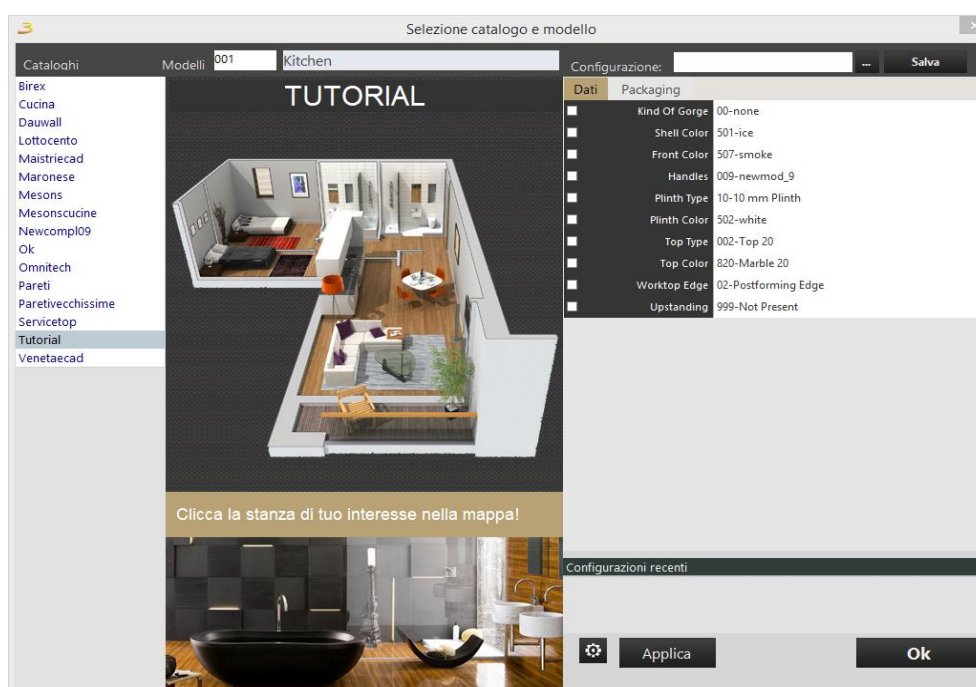 Selezione catalogo e modello
Cataloghi
Modelli 001 Kitchen
Configurazione: ... Salva
Birex
Cucina
Dauwall
Lottocento
Maistriecad
Maronese
Mesons
Mesonscucine
Newcompl09
Ok
Omnitech
Pareti
Paretivecchissime
Servicetop
Tutorial
Venetaecad
TUTORIAL
Clicca la stanza di tuo interesse nella mappa!
Dati Packaging
Kind Of Gorge 00-none
Shell Color 501-ice
Front Color 507-smoke
Handles 009-newmod_9
Plinth Type 10-10 mm Plinth
Plinth Color 502-white
Top Type 002-Top 20
Top Color 820-Marble 20
Worktop Edge 02-Postforming Edge
Upstanding 999-Not Present
Configurazioni recenti
Applica Ok